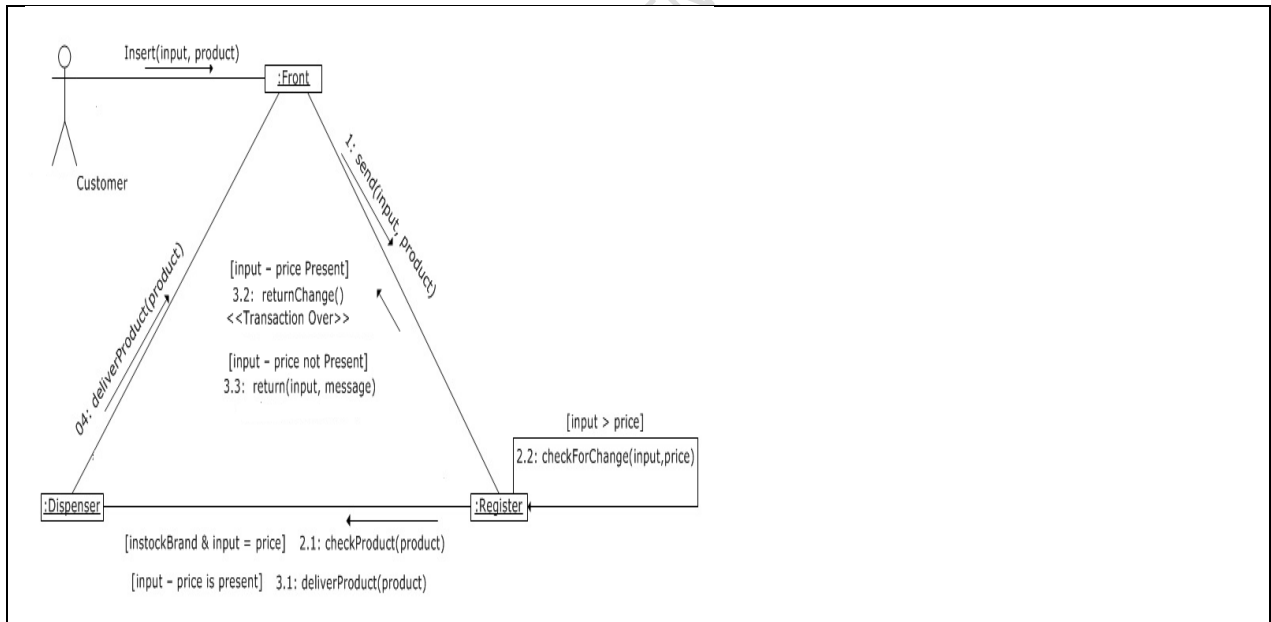 Insert(input, product)
:Front
Customer
1: send(input, product)
[input – price Present]
3.2: returnChange()
<<Transaction Over>>
[input – price not Present]
3.3: return(input, message)
04: deliverProduct(product)
[input > price]
2.2: checkForChange(input,price)
:Dispenser
:Register
[instockBrand & input = price] 2.1: checkProduct(product)
[input – price is present] 3.1: deliverProduct(product)